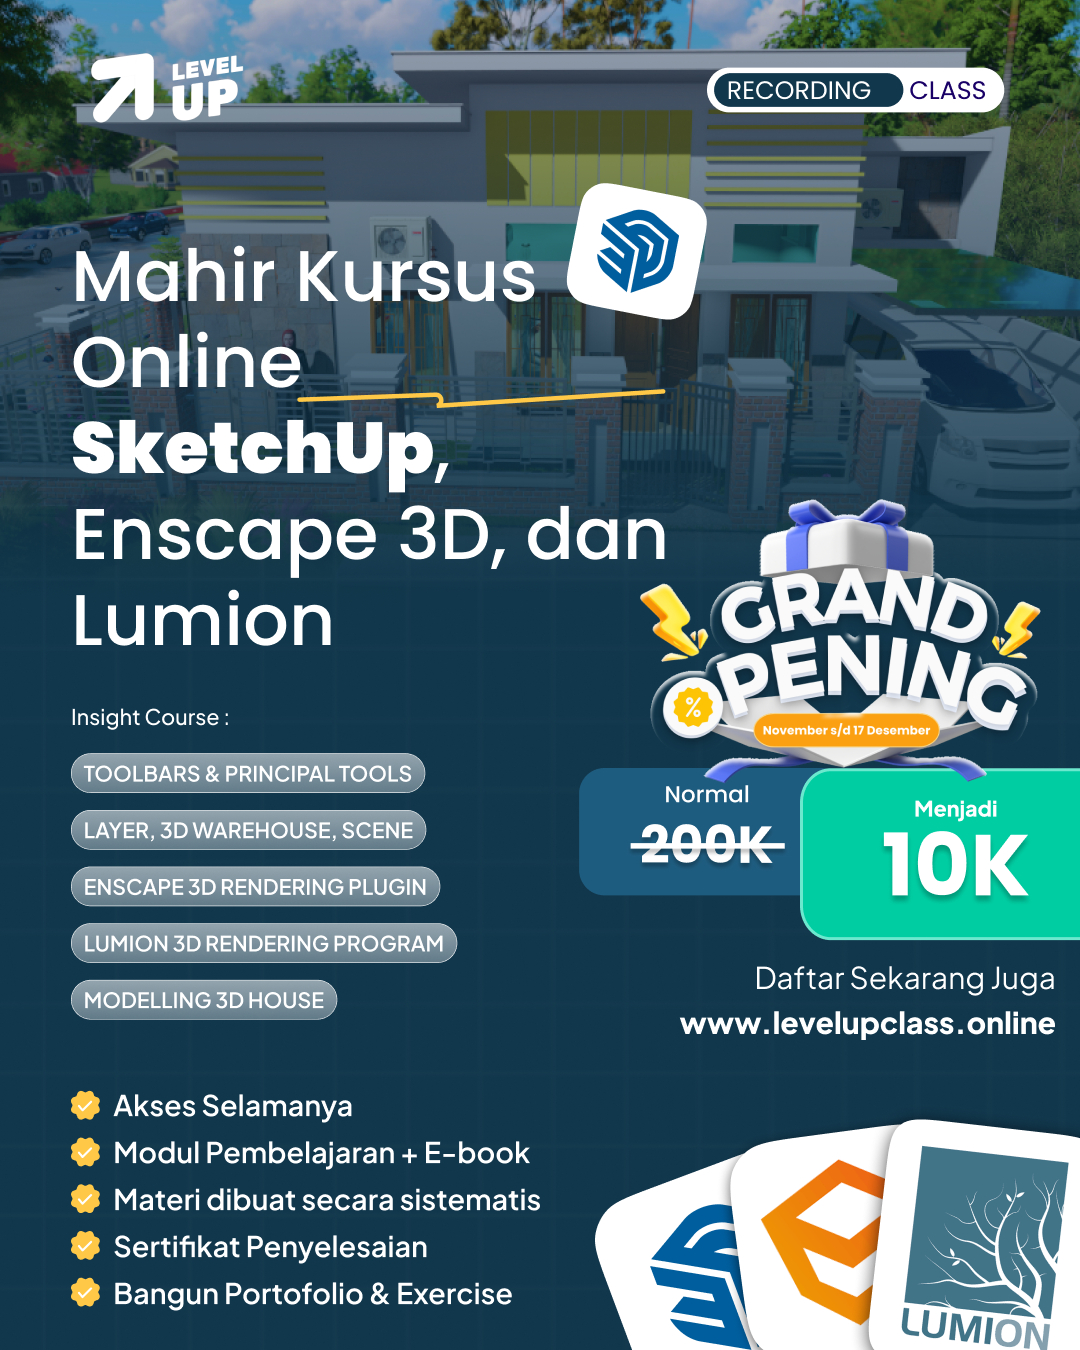 LEVEL
UP
RECORDING CLASS
Mahir Kursus
Online
SketchUp,
Enscape 3D, dan
Lumion
GRAND
OPENING
November s/d 17 Desember
Insight Course :
TOOLBARS & PRINCIPAL TOOLS
LAYER, 3D WAREHOUSE, SCENE
ENSCAPE 3D RENDERING PLUGIN
LUMION 3D RENDERING PROGRAM
MODELLING 3D HOUSE
Normal
200K
Menjadi
10K
Daftar Sekarang Juga
www.levelupclass.online
Akses Selamanya
Modul Pembelajaran + E-book
Materi dibuat secara sistematis
Sertifikat Penyelesaian
Bangun Portofolio & Exercise
LUMION